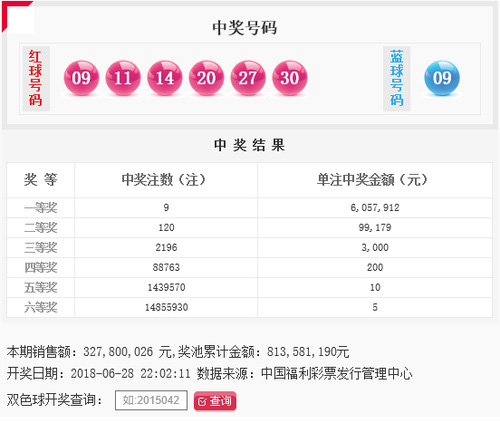 中奖号码
红球号码 09 11 14 20 27 30 蓝球号码 09
中 奖 结 果
奖 等 中奖注数（注） 单注中奖金额（元）
一等奖 9 6,057,912
二等奖 120 99,179
三等奖 2196 3,000
四等奖 88763 200
五等奖 1439570 10
六等奖 14855930 5
本期销售额：327,800,026 元,奖池累计金额：813,581,190元
开奖日期：2018-06-28 22:02:11 数据来源：中国福利彩票发行管理中心
双色球开奖查询： 如:2015042 查询